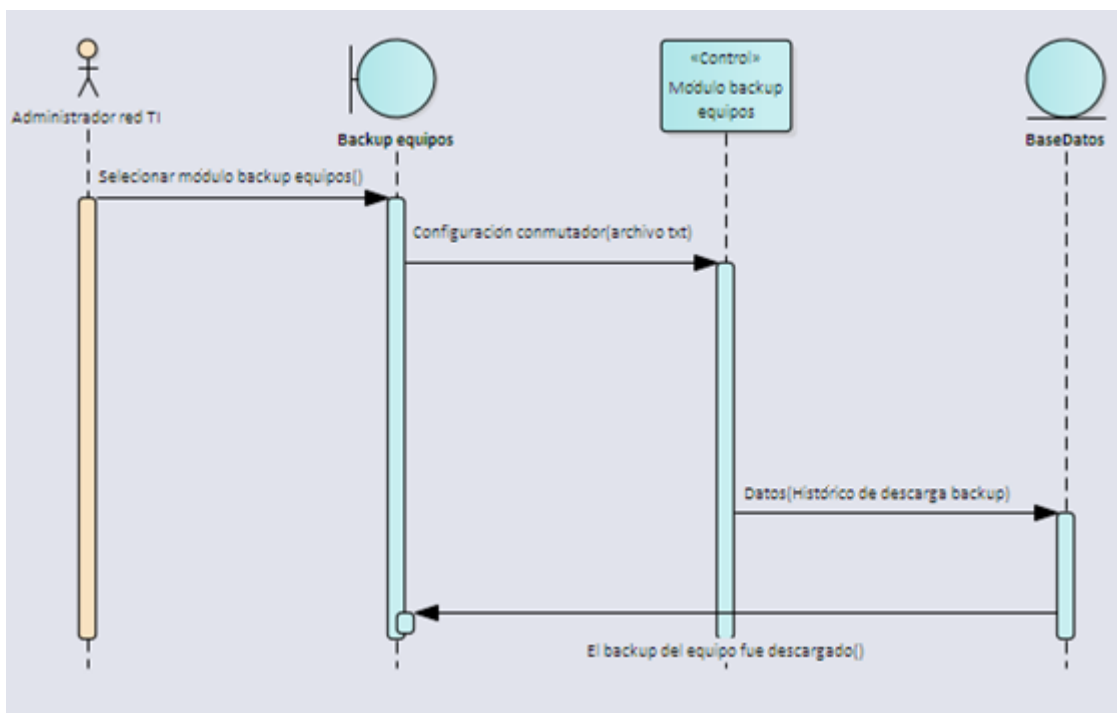 «Control»
Módulo backup
equipos
Administrador red TI
Backup equipos
BaseDatos
Selecionar módulo backup equipos()
Configuración conmutador(archivo txt)
Datos(Histórico de descarga backup)
El backup del equipo fue descargado()